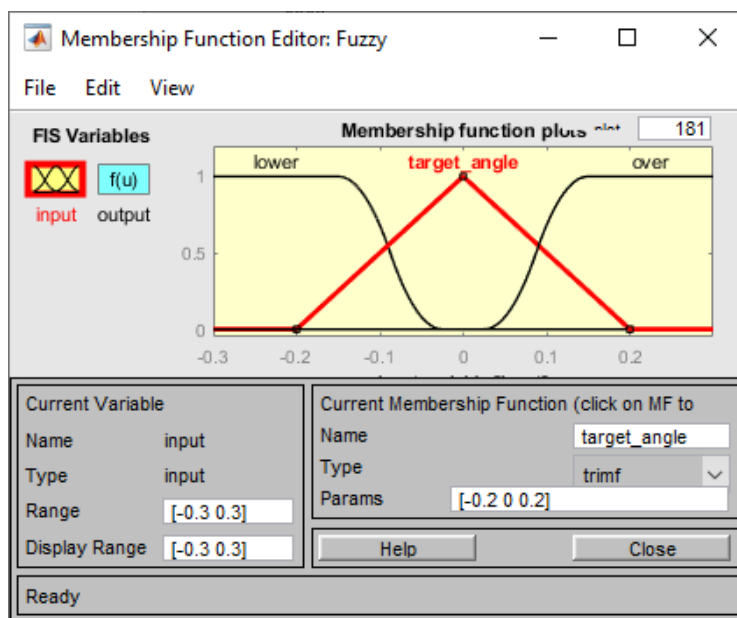 Membership Function Editor: Fuzzy
File Edit View
FIS Variables
Membership function plots
181
f(u)
input output
lower target_angle over
1
0.5
0
-0.3 -0.2 -0.1 0 0.1 0.2
Current Variable
Name input
Type input
Range [-0.3 0.3]
Display Range [-0.3 0.3]
Current Membership Function (click on MF to
Name target_angle
Type trimf
Params [-0.2 0 0.2]
Help Close
Ready